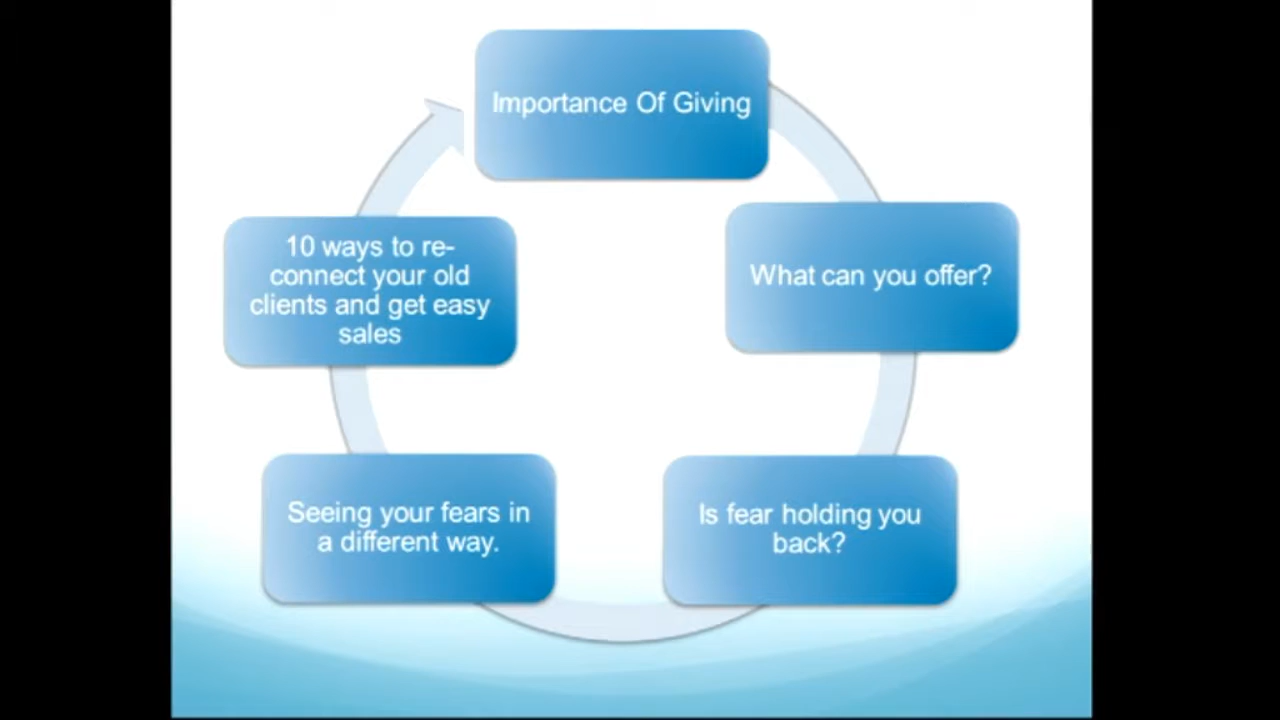 Importance Of Giving
What can you offer?
Is fear holding you
back?
Seeing your fears in
a different way.
10 ways to re-
connect your old
clients and get easy
sales